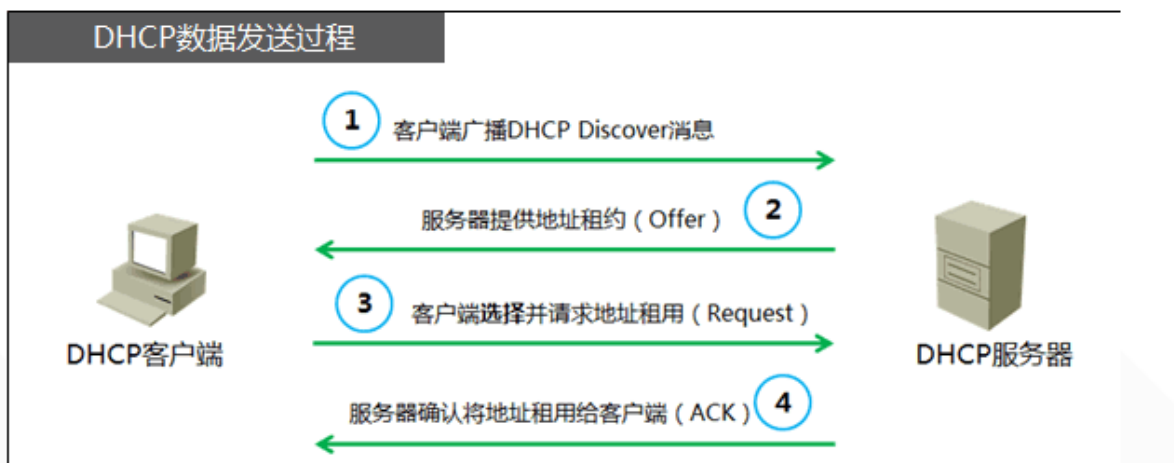 DHCP数据发送过程
1
客户端广播DHCP Discover消息
服务器提供地址租约（Offer）
2
3
客户端选择并请求地址租用（Request）
DHCP客户端
DHCP服务器
服务器确认将地址租用给客户端（ACK）
4